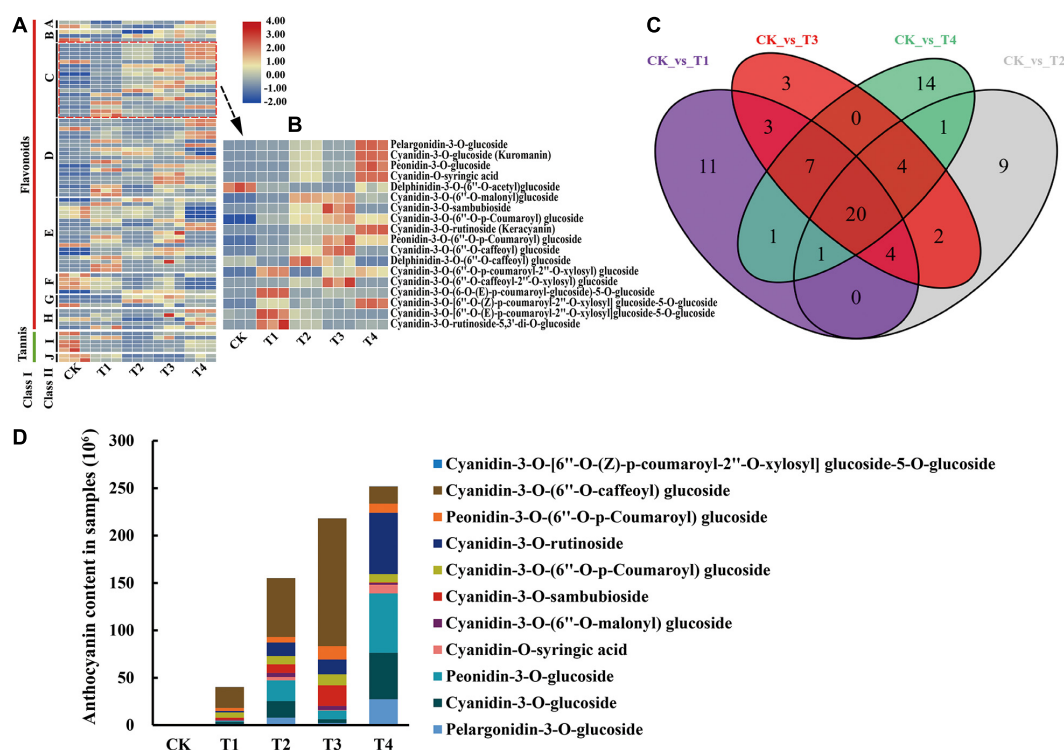 A
Flavonoids
Tannis
Class I
Class II
A
B
C
D
E
F
G
H
I
J
CK
T1
T2
T3
T4
4.00
2.00
0.00
-1.00
-2.00
B
Pelargonidin-3-O-glucoside
Cyanidin-3-O-glucoside (Kuromanin)
Peonidin-3-O-glucoside
Cyanidin-O-syringic acid
Delphinidin-3-O-(6''-O-acetyl)glucoside
Cyanidin-3-O-(6''-O-malonyl)glucoside
Cyanidin-3-O-sambubioside
Cyanidin-3-O-(6''-O-p-Coumaroyl) glucoside
Cyanidin-3-O-rutinoside (Keracyanin)
Peonidin-3-O-(6''-O-p-Coumaroyl) glucoside
Cyanidin-3-O-(6''-O-caffeoyl) glucoside
Delphinidin-3-O-(6''-O-caffeoyl) glucoside
Cyanidin-3-O-(6''-O-p-coumaroyl-2''-O-xylosyl) glucoside
Cyanidin-3-O-(6''-O-caffeoyl-2''-O-xylosyl) glucoside
Cyanidin-3-O-(6-O-(E)-p-coumaroyl-glucoside)-5-O-glucoside
Cyanidin-3-O-[6''-O-(Z)-p-coumaroyl-2''-O-xylosyl] glucoside-5-O-glucoside
Cyanidin-3-O-[6''-O-(E)-p-coumaroyl-2''-O-xylosyl]glucoside-5-O-glucoside
Cyanidin-3-O-rutinoside-5,3'-di-O-glucoside
CK
T1
T2
T3
T4
C
CK_vs_T1
CK_vs_T3
CK_vs_T4
CK_vs_T2
3
14
0
3
1
11
7
4
9
20
1
2
1
4
0
D
Anthocyanin content in samples (10⁶)
300
250
200
150
100
50
0
CK
T1
T2
T3
T4
Cyanidin-3-O-[6''-O-(Z)-p-coumaroyl-2''-O-xylosyl] glucoside-5-O-glucoside
Cyanidin-3-O-(6''-O-caffeoyl) glucoside
Peonidin-3-O-(6''-O-p-Coumaroyl) glucoside
Cyanidin-3-O-rutinoside
Cyanidin-3-O-(6''-O-p-Coumaroyl) glucoside
Cyanidin-3-O-sambubioside
Cyanidin-3-O-(6''-O-malonyl) glucoside
Cyanidin-O-syringic acid
Peonidin-3-O-glucoside
Cyanidin-3-O-glucoside
Pelargonidin-3-O-glucoside